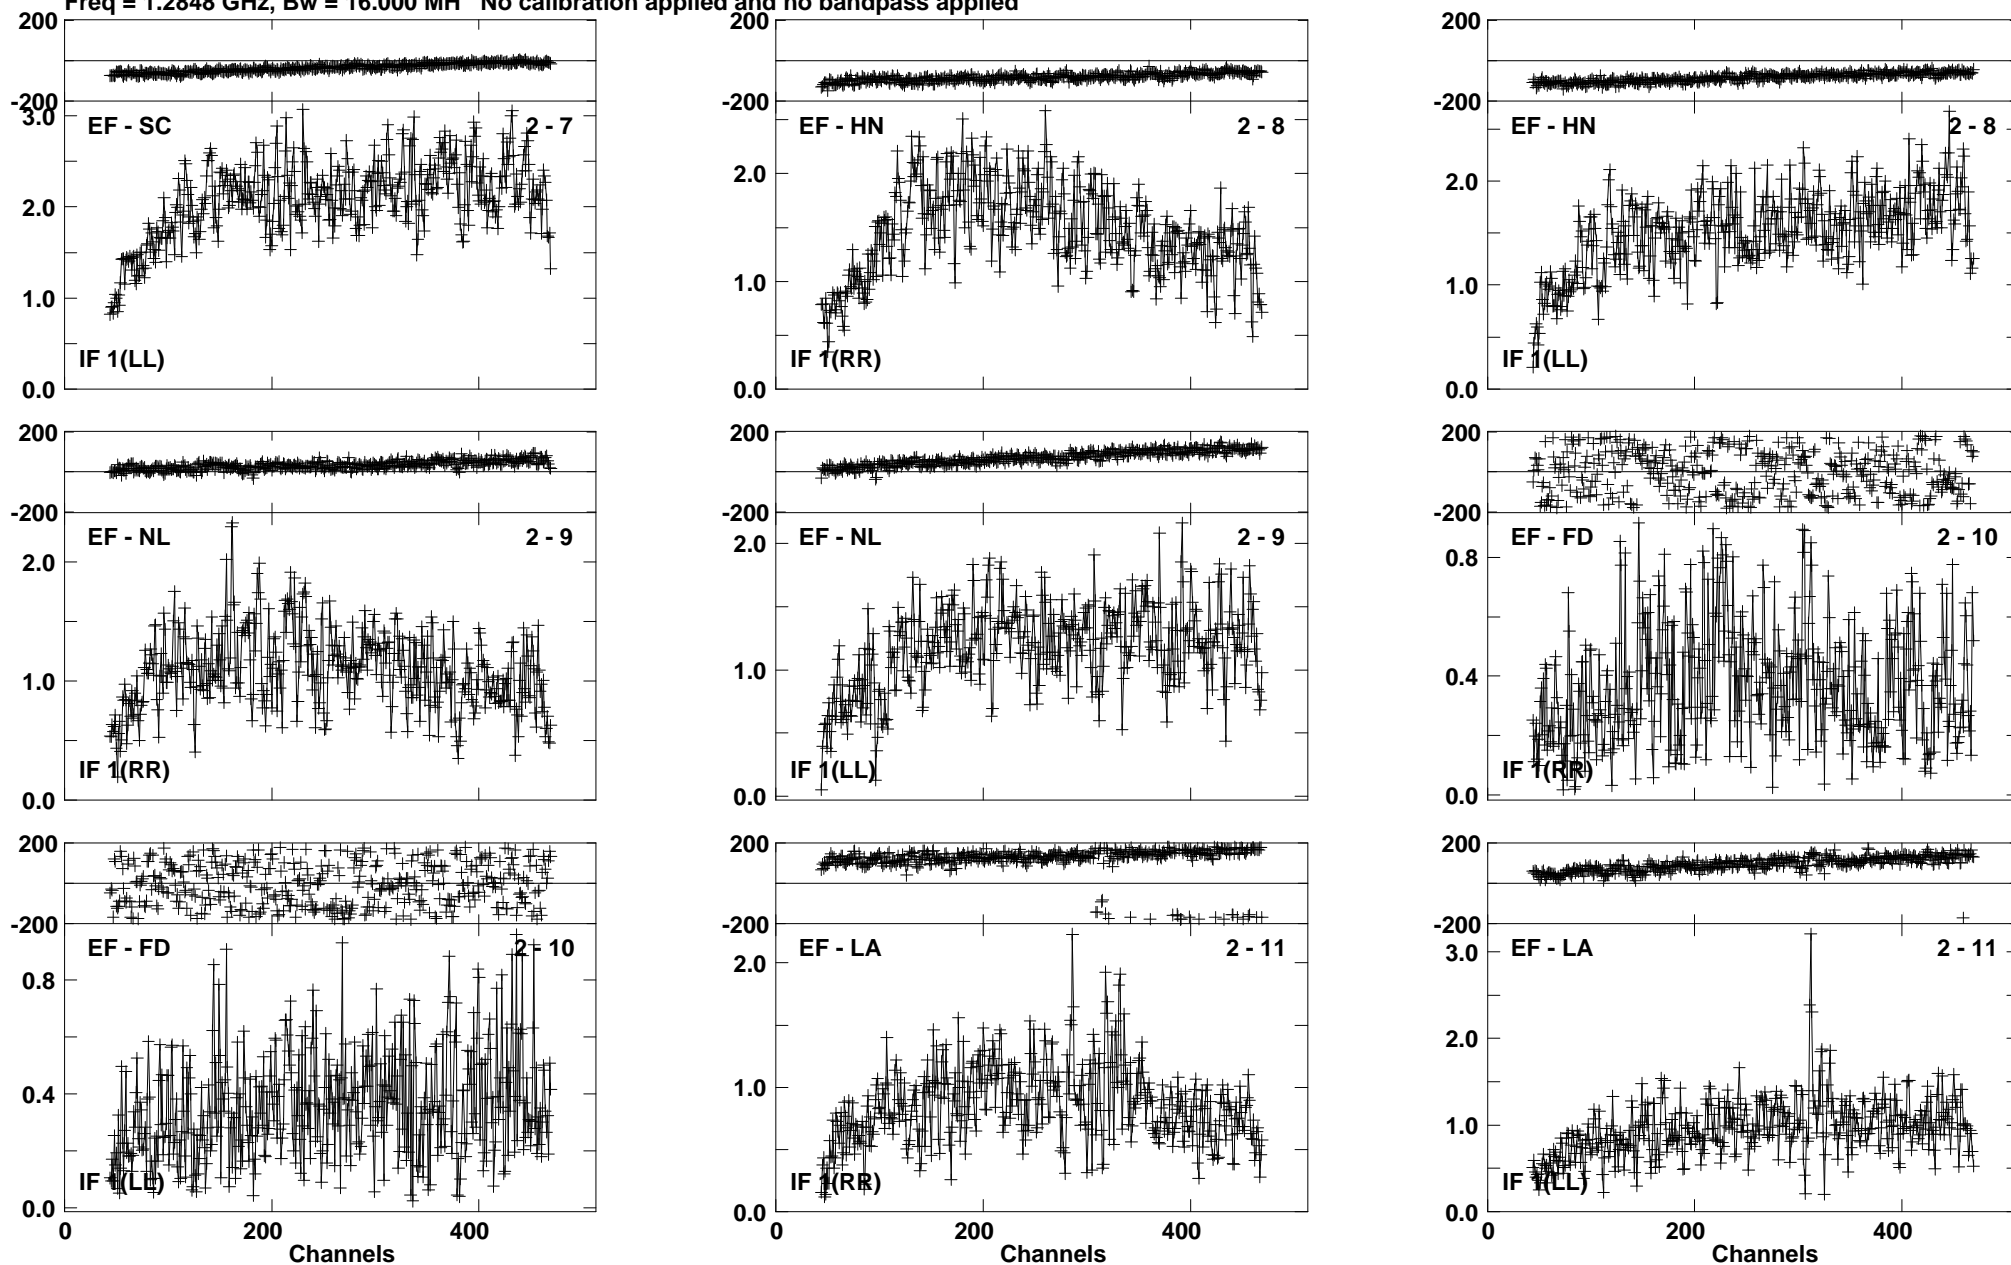 Freq = 1.2848 GHz, Bw = 16.000 MH No calibration applied and no bandpass applied
200 200 200
-200 -200 -200
3.0 EF - SC 2 - 7 EF - HN 2 - 8 EF - HN 2 - 8
2.0 2.0 2.0
1.0 1.0 1.0
IF 1(LL) IF 1(RR) IF 1(LL)
0.0 0.0 0.0
200 200 200
-200 -200 -200
EF - NL 2 - 9 2.0 EF - NL 2 - 9 EF - FD 2 - 10
2.0 0.8
1.0 1.0 0.4
IF 1(RR) IF 1(LL) IF 1(RR)
0.0 0.0 0.0
200 200 200
-200 -200 -200
EF - FD 2 - 10 EF - LA 2 - 11 EF - LA 2 - 11
0.8 2.0 3.0
2.0
0.4 1.0 1.0
IF 1(LL) IF 1(RR) IF 1(LL)
0.0 0.0 0.0
0 200 400 0 200 400 0 200 400
Channels Channels Channels